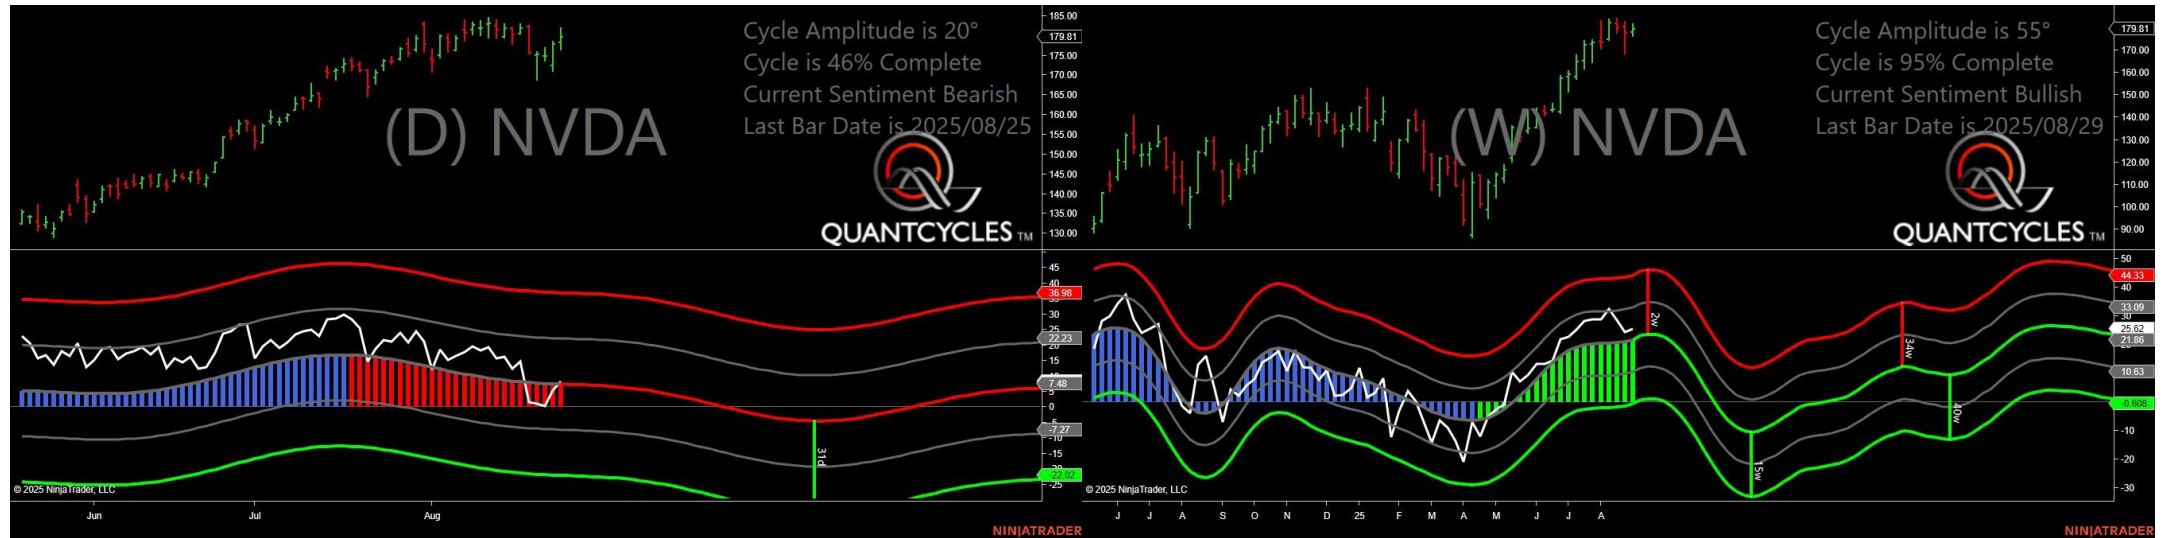 Cycle Amplitude is 20°
Cycle is 46% Complete
Current Sentiment Bearish
Last Bar Date is 2025/08/25
(D) NVDA
QUANTCYCLES TM
185.00
179.81
175.00
170.00
165.00
160.00
155.00
150.00
145.00
140.00
135.00
130.00
45
36.98
35
30
25
22.23
20
15
7.48
5
0
-5
-7.27
-10
-15
-20
-22.02
-25
31d
© 2025 NinjaTrader, LLC
Jun Jul Aug
NINJATRADER
Cycle Amplitude is 55°
Cycle is 95% Complete
Current Sentiment Bullish
Last Bar Date is 2025/08/29
(W) NVDA
QUANTCYCLES TM
179.81
170.00
160.00
150.00
140.00
130.00
120.00
110.00
100.00
90.00
50
44.33
40
33.09
30
25.62
21.86
10.63
-0.608
-10
-20
-30
2w
34w
40w
15w
© 2025 NinjaTrader, LLC
J J A S O N D 25 F M A M J J A
NINJATRADER